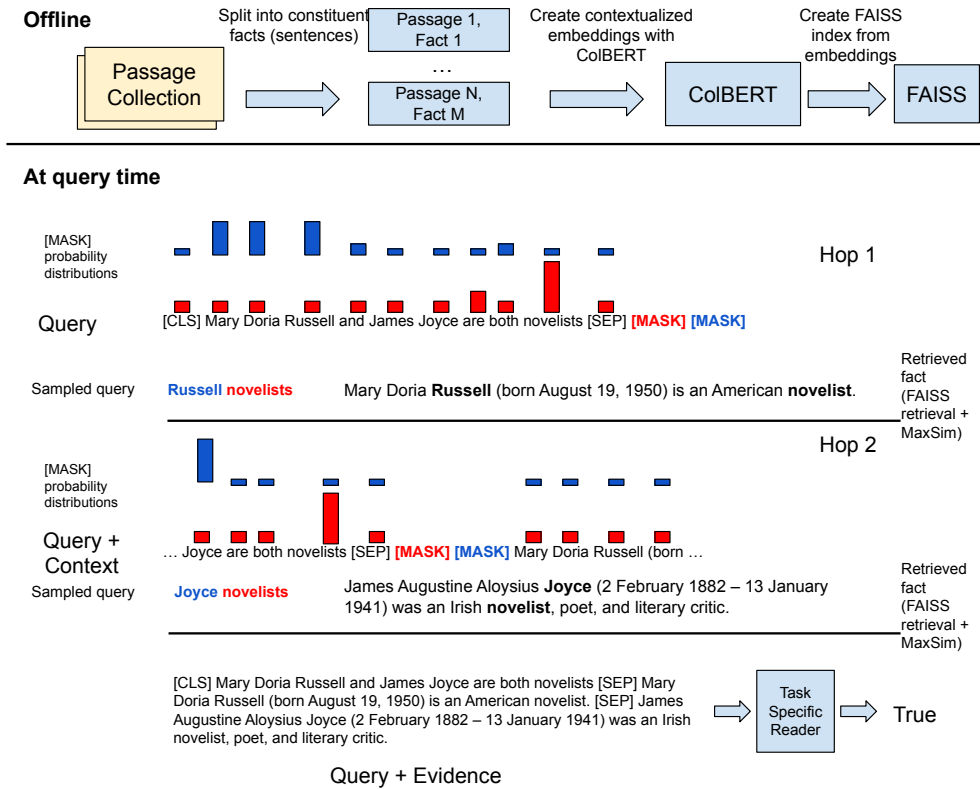 Offline
Split into constituent
facts (sentences)
Passage 1,
Fact 1
...
Passage N,
Fact M
Create contextualized
embeddings with
ColBERT
Create FAISS
index from
embeddings
Passage
Collection
ColBERT
FAISS
At query time
[MASK]
probability
distributions
Hop 1
Query
[CLS] Mary Doria Russell and James Joyce are both novelists [SEP] [MASK] [MASK]
Sampled query
Russell novelists
Mary Doria Russell (born August 19, 1950) is an American novelist.
Retrieved
fact
(FAISS
retrieval +
MaxSim)
Hop 2
[MASK]
probability
distributions
Query +
Context
... Joyce are both novelists [SEP] [MASK] [MASK] Mary Doria Russell (born ...
Sampled query
Joyce novelists
James Augustine Aloysius Joyce (2 February 1882 – 13 January
1941) was an Irish novelist, poet, and literary critic.
Retrieved
fact
(FAISS
retrieval +
MaxSim)
[CLS] Mary Doria Russell and James Joyce are both novelists [SEP] Mary
Doria Russell (born August 19, 1950) is an American novelist. [SEP] James
Augustine Aloysius Joyce (2 February 1882 – 13 January 1941) was an Irish
novelist, poet, and literary critic.
Task
Specific
Reader
True
Query + Evidence